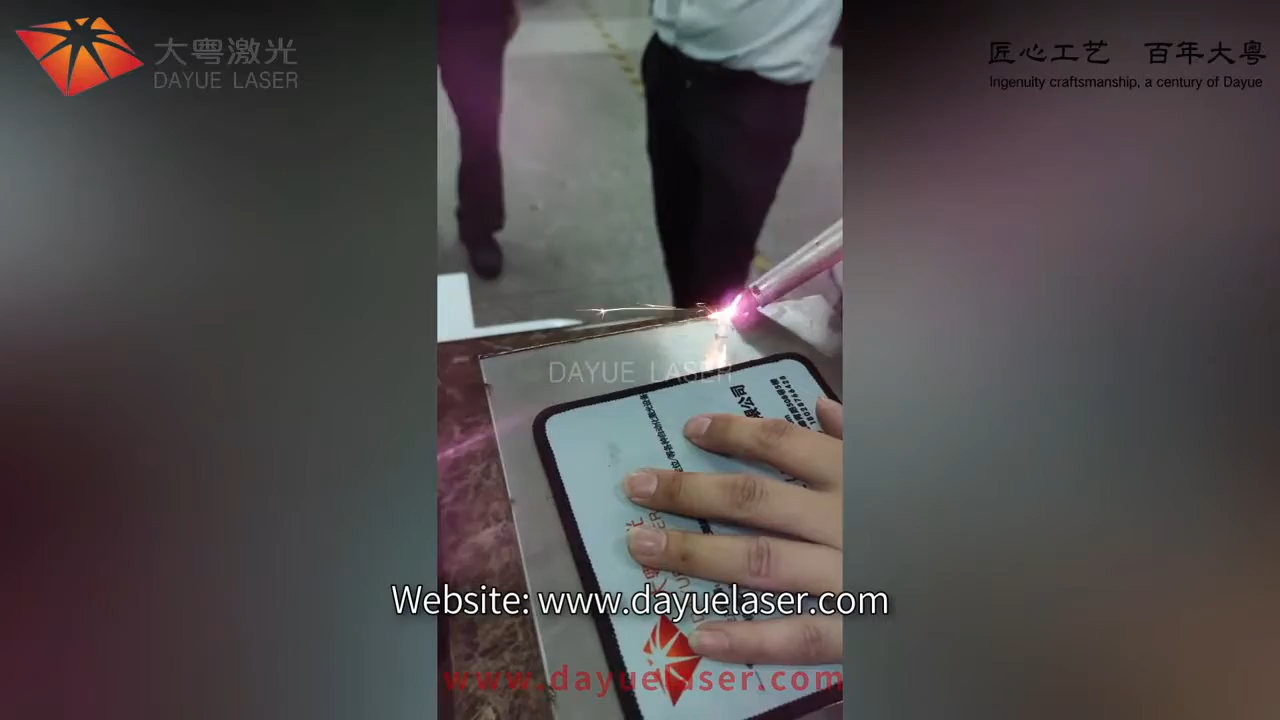 大粤激光
DAYUE LASER
匠心工艺 百年大粤
Ingenuity craftsmanship, a century of Dayue
DAYUE LASER
限公司
Website: www.dayuelaser.com
www.dayuelaser.com